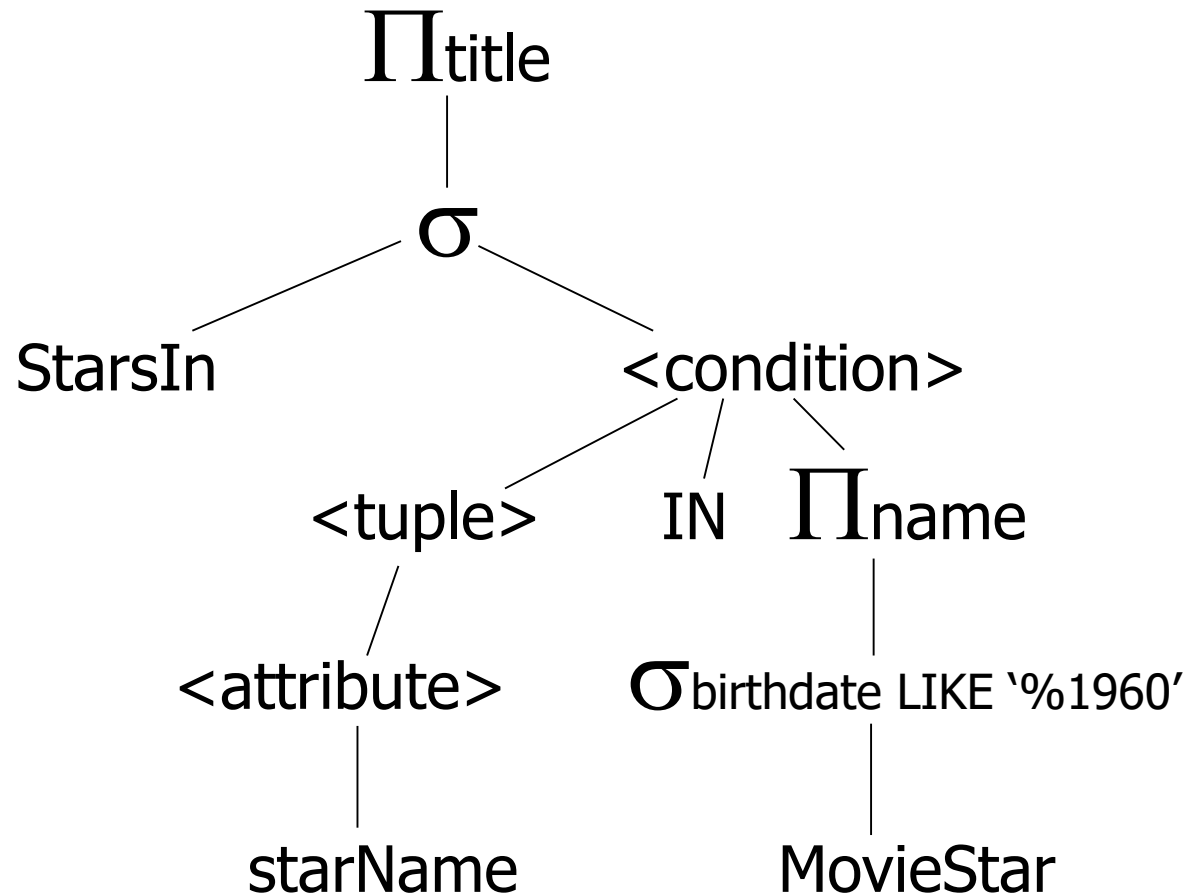 Πtitle
σ
StarsIn <condition>
<tuple> IN Πname
<attribute> σbirthdate LIKE ‘%1960’
starName MovieStar